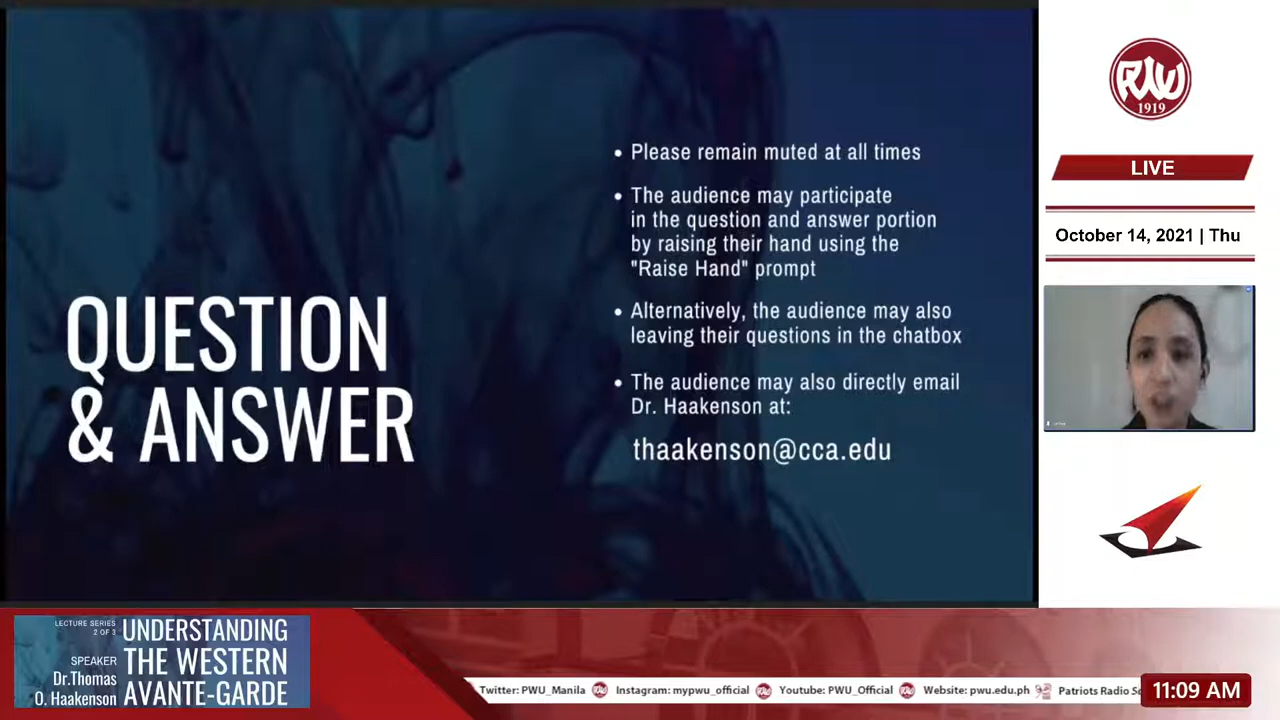 QUESTION
& ANSWER
• Please remain muted at all times
• The audience may participate
in the question and answer portion
by raising their hand using the
"Raise Hand" prompt
• Alternatively, the audience may also
leaving their questions in the chatbox
• The audience may also directly email
Dr. Haakenson at:
thaakenson@cca.edu
PWU
1919
LIVE
October 14, 2021 | Thu
LECTURE SERIES
2 OF 3
SPEAKER
Dr.Thomas
O. Haakenson
UNDERSTANDING
THE WESTERN
AVANTE-GARDE
Twitter: PWU_Manila Instagram: mypwu_official Youtube: PWU_Official Website: pwu.edu.ph Patriots Radio
11:09 AM